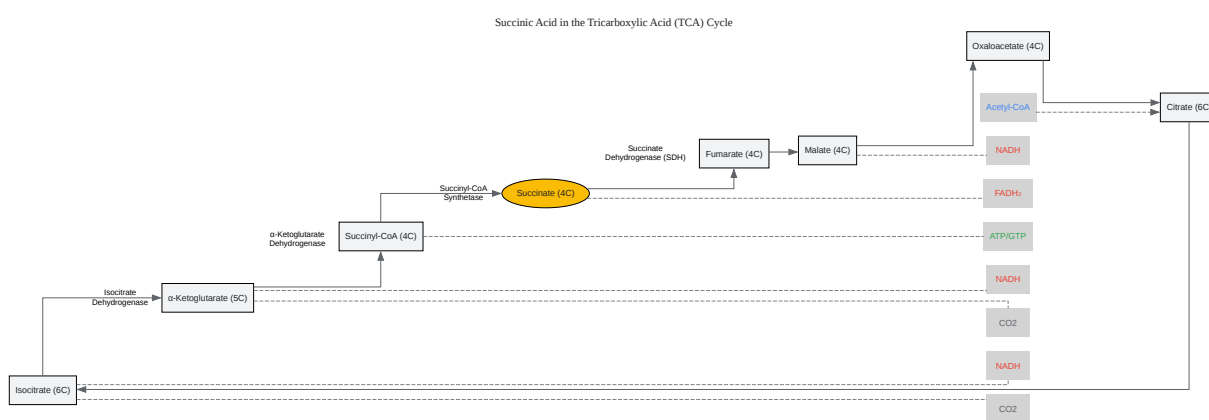 Succinic Acid in the Tricarboxylic Acid (TCA) Cycle
Oxaloacetate (4C)
Acetyl-CoA
Citrate (6C
Succinate
Dehydrogenase (SDH)
Fumarate (4C)
Malate (4C)
NADH
Succinyl-CoA
Synthetase
Succinate (4C)
FADH₂
α-Ketoglutarate
Dehydrogenase
Succinyl-CoA (4C)
ATP/GTP
Isocitrate
Dehydrogenase
α-Ketoglutarate (5C)
NADH
CO2
NADH
Isocitrate (6C)
CO2